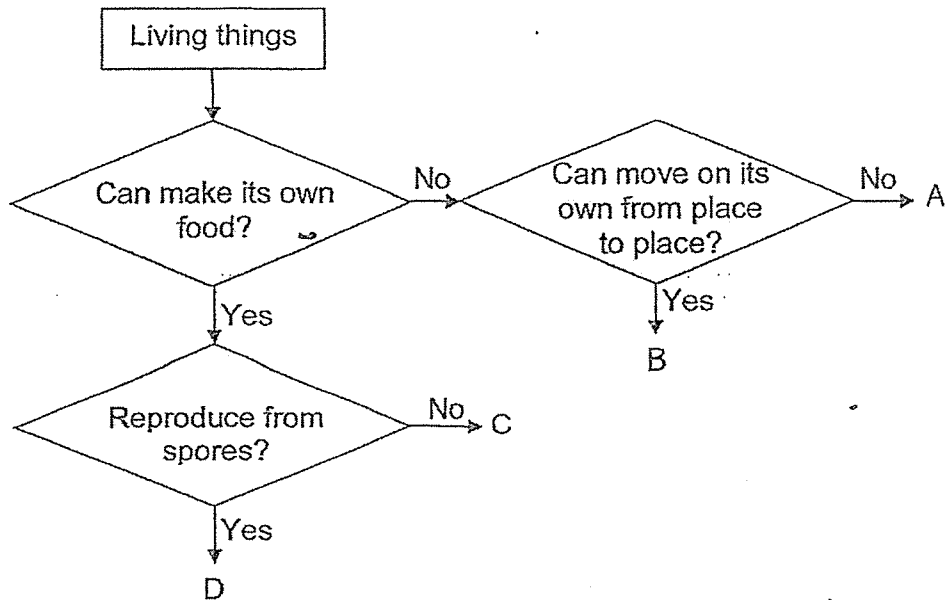 Living things
Can make its own
food?
No
Can move on its
own from place
to place?
No
A
Yes
Yes
B
Reproduce from
spores?
No
C
Yes
D